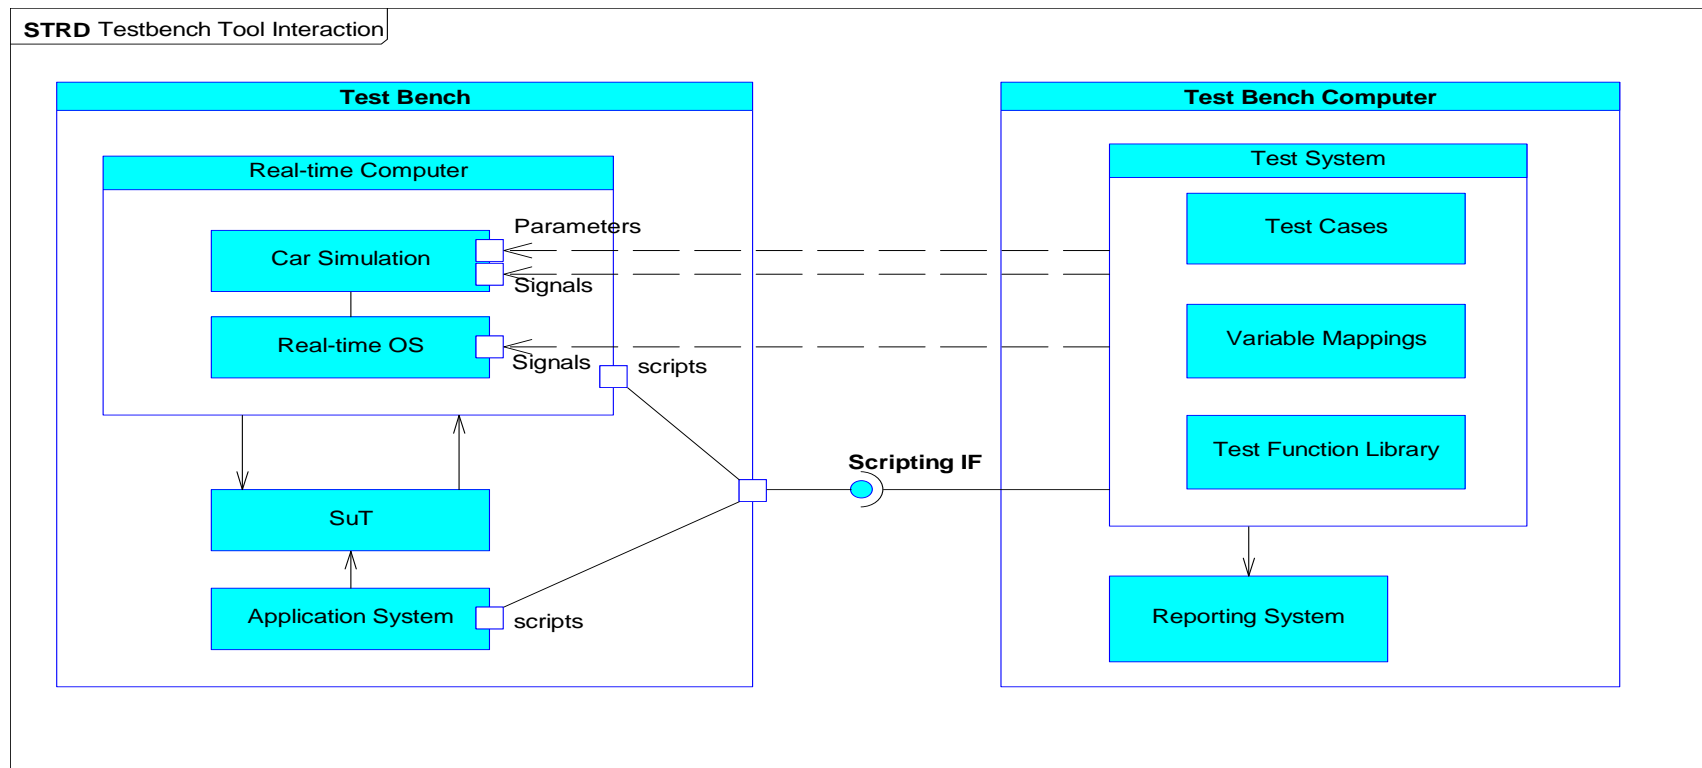 STRD Testbench Tool Interaction
Test Bench
Real-time Computer
Parameters
Car Simulation
Signals
Real-time OS
Signals
scripts
SuT
Application System
scripts
Scripting IF
Test Bench Computer
Test System
Test Cases
Variable Mappings
Test Function Library
Reporting System